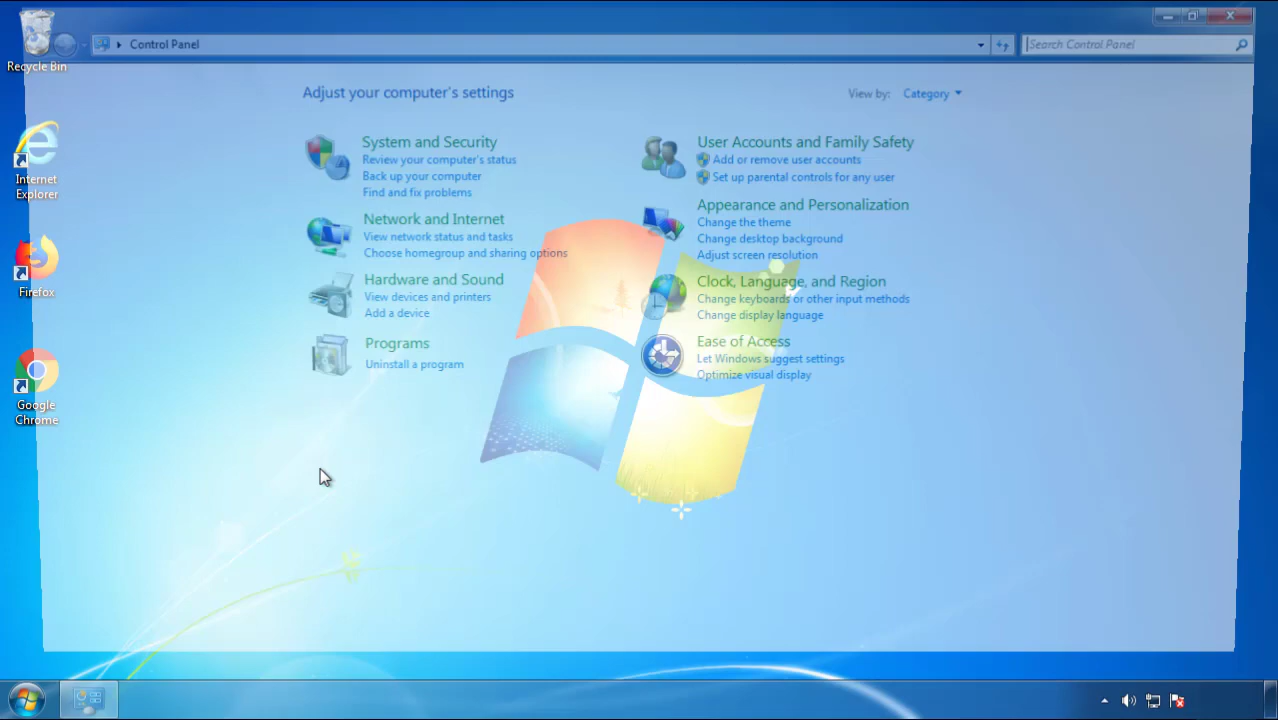 Recycle Bin
Internet Explorer
Firefox
Google Chrome
Control Panel
Search Control Panel
Adjust your computer's settings
View by: Category
System and Security
Review your computer's status
Back up your computer
Find and fix problems
Network and Internet
View network status and tasks
Choose homegroup and sharing options
Hardware and Sound
View devices and printers
Add a device
Programs
Uninstall a program
User Accounts and Family Safety
Add or remove user accounts
Set up parental controls for any user
Appearance and Personalization
Change the theme
Change desktop background
Adjust screen resolution
Clock, Language, and Region
Change keyboards or other input methods
Change display language
Ease of Access
Let Windows suggest settings
Optimize visual display